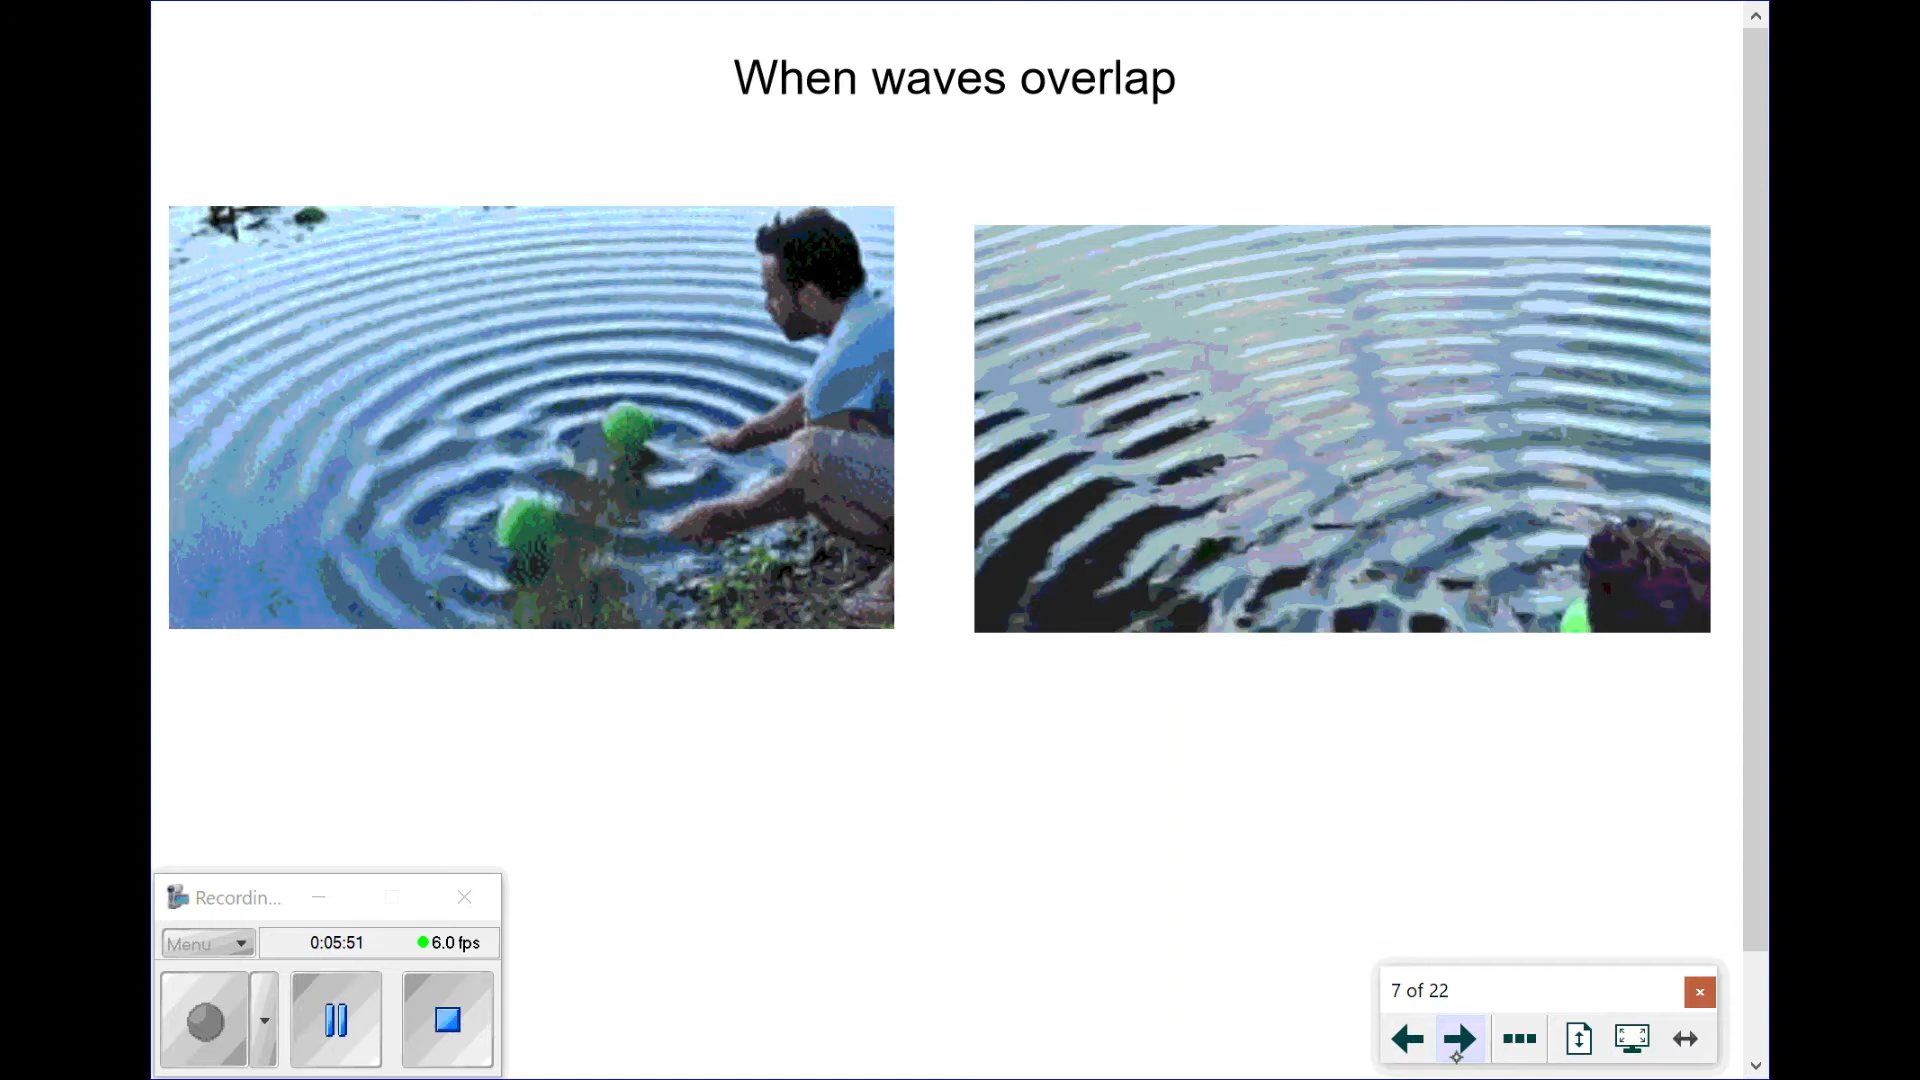 When waves overlap
Recordin...
Menu
0:05:51
6.0 fps
7 of 22